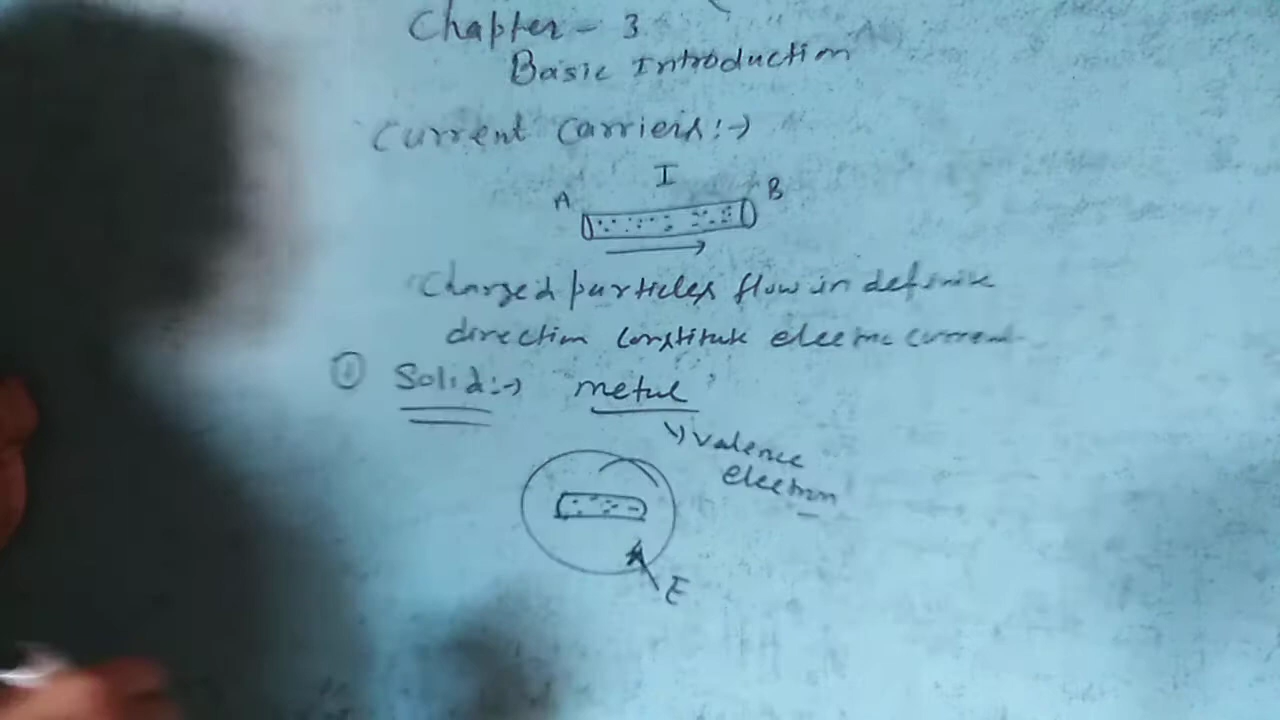 Chapter - 3
Basic Introduction
Current Carriers :→
I
A B
Charged particles flow in definite
direction constitute electric current
① Solid :→ metal
↳ valence
electron
E